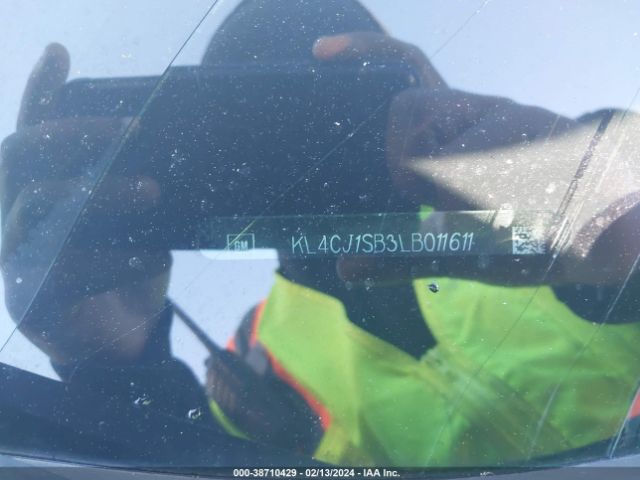 GM KL4CJ1SB3LB011611
000-38710429 - 02/13/2024 - IAA Inc.